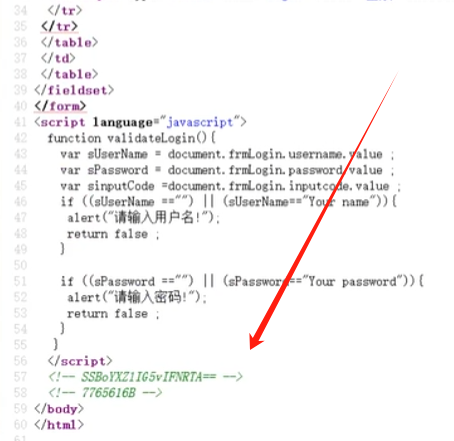 34 </tr>
35 </tr>
36 </table>
37 </td>
38 </table>
39 </fieldset>
40 </form>
41 <script language="javascript">
42 function validateLogin(){
43 var sUserName = document.frmLogin.username.value ;
44 var sPassword = document.frmLogin.password.value ;
45 var sinputCode =document.frmLogin.inputcode.value ;
46 if ((sUserName =="") || (sUserName=="Your name")){
47 alert("请输入用户名!");
48 return false ;
49 }
50
51 if ((sPassword =="") || (sPassword=="Your password")){
52 alert("请输入密码!");
53 return false ;
54 }
55 }
56 </script>
57 <!-- SSBoYXZlIG5vIFNRTA== -->
58 <!-- 7765616B -->
59 </body>
60 </html>